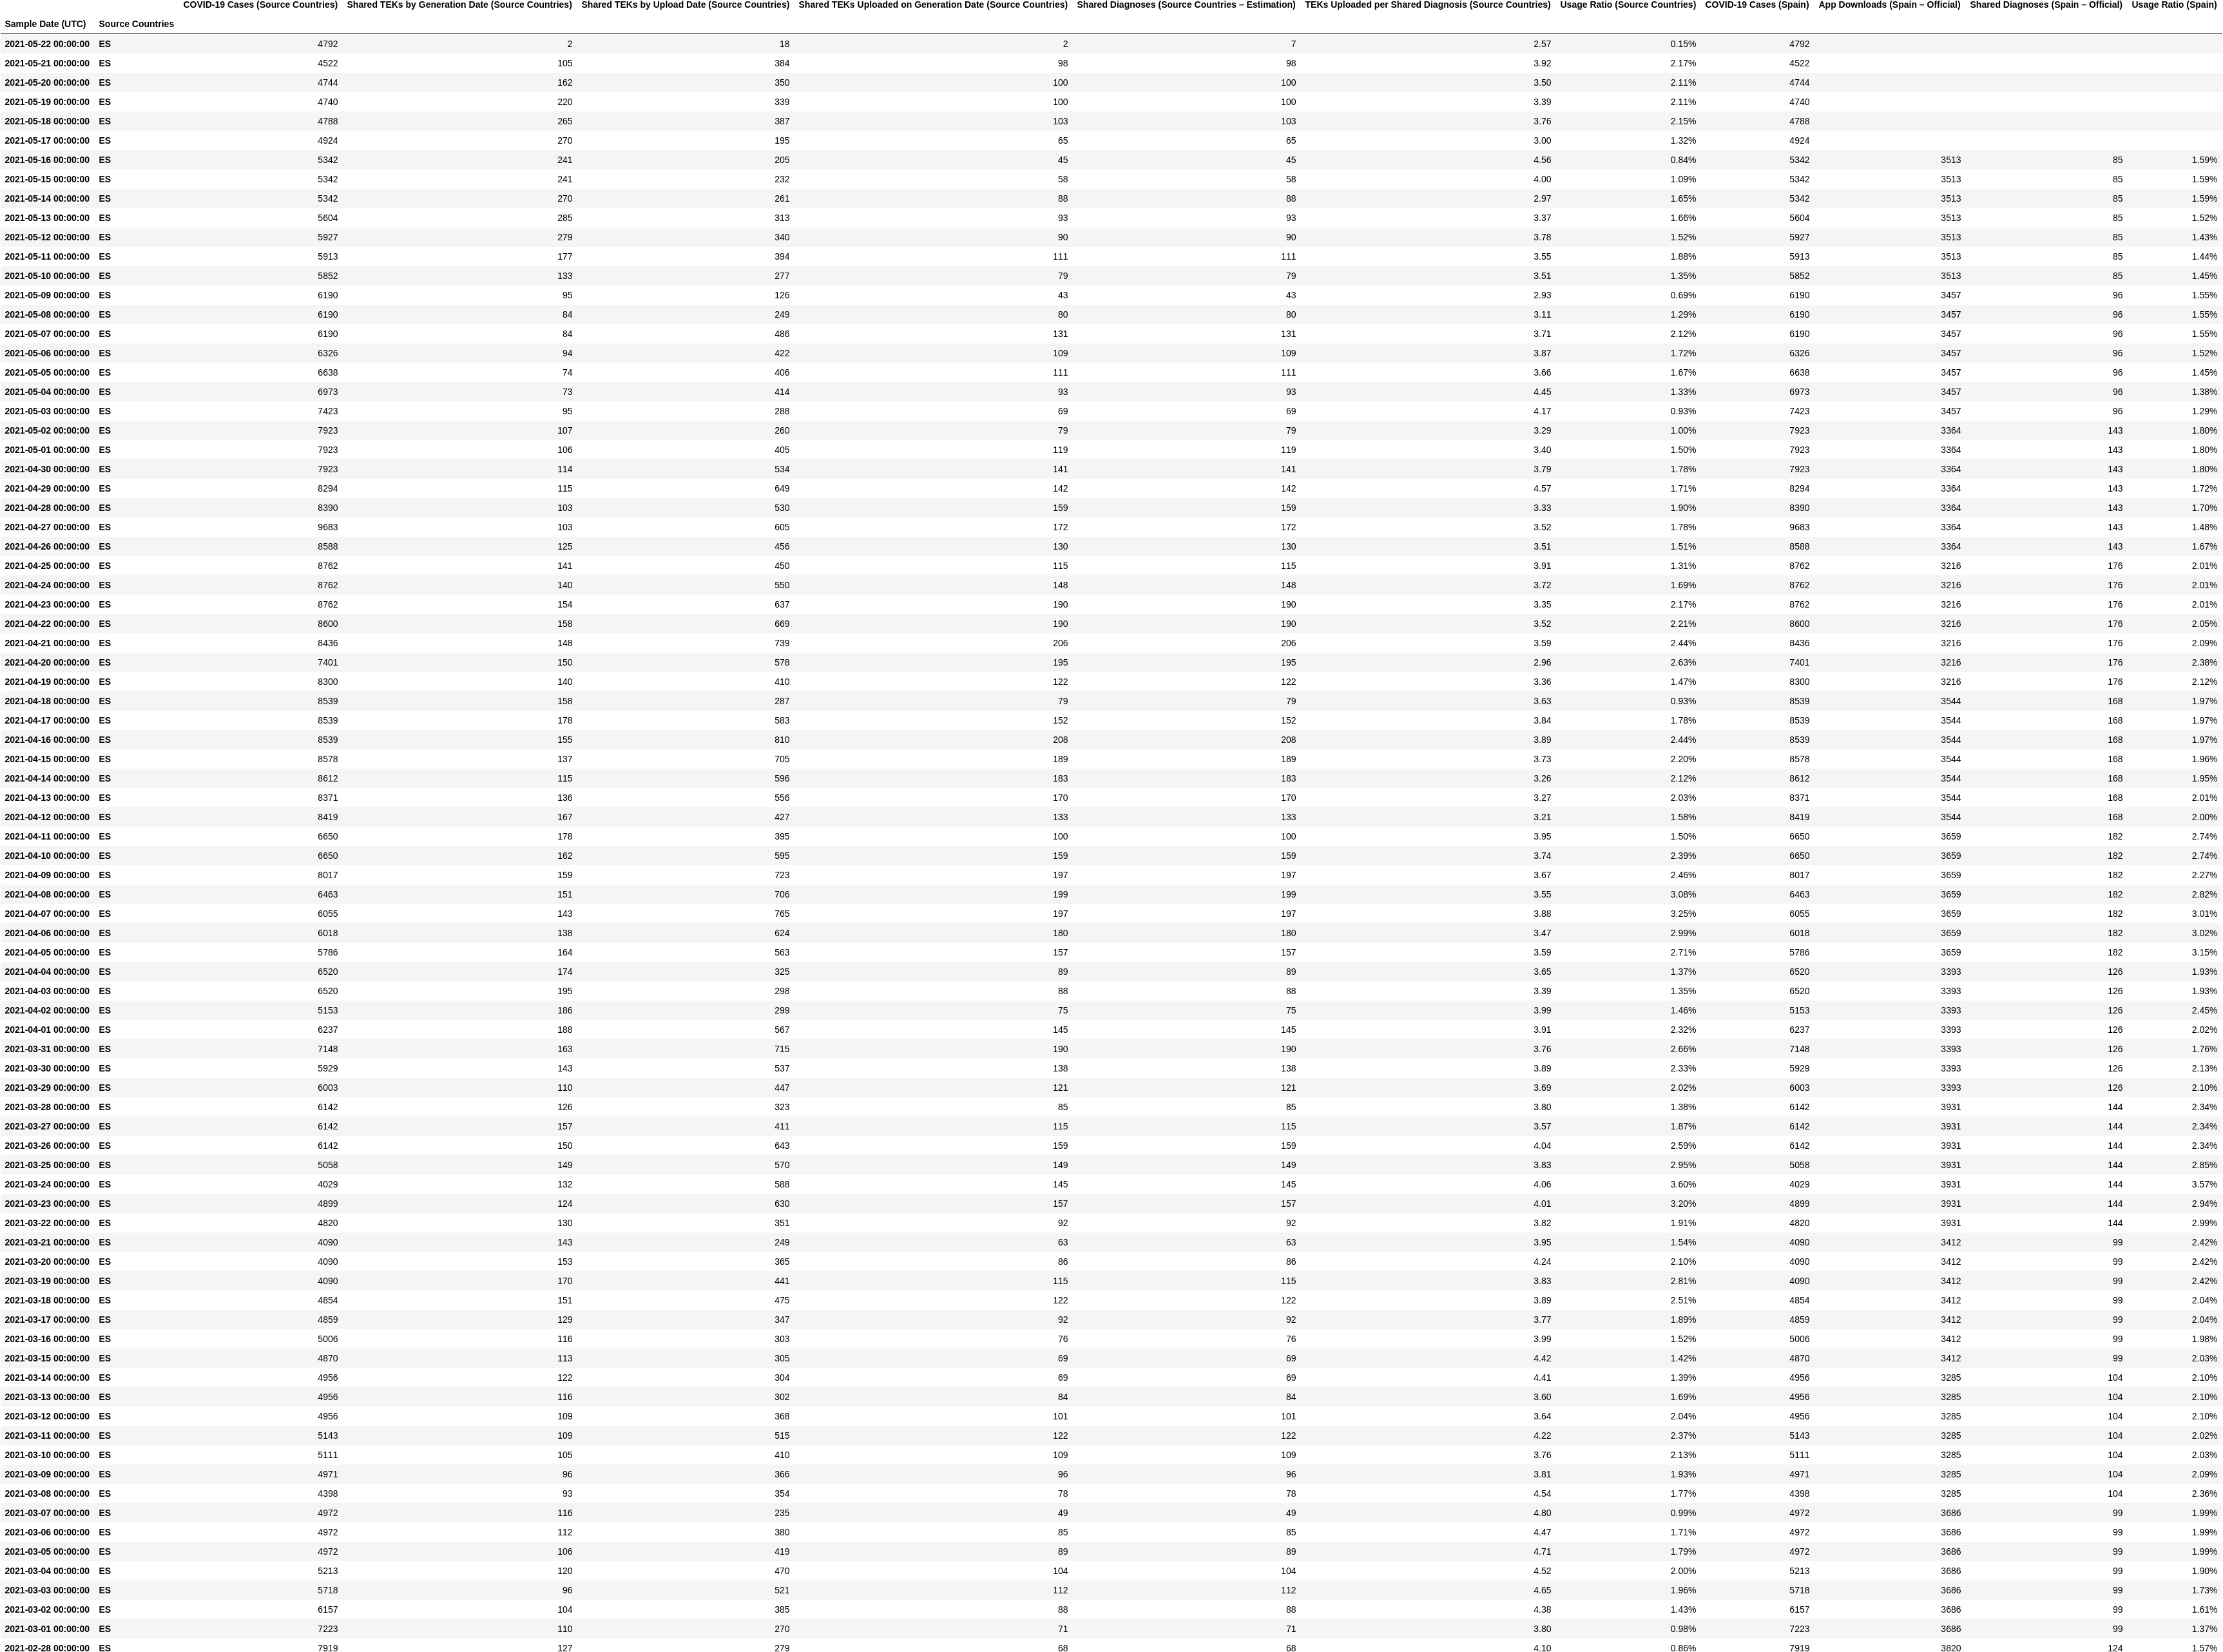 COVID-19 Cases (Source Countries) Shared TEKs by Generation Date (Source Countries) Shared TEKs by Upload Date (Source Countries) Shared TEKs Uploaded on Generation Date (Source Countries) Shared Diagnoses (Source Countries – Estimation) TEKs Uploaded per Shared Diagnosis (Source Countries) Usage Ratio (Source Countries) COVID-19 Cases (Spain) App Downloads (Spain – Official) Shared Diagnoses (Spain – Official) Usage Ratio (Spain)
Sample Date (UTC) Source Countries
2021-05-22 00:00:00 ES 4792 2 18 2 7 2.57 0.15% 4792
2021-05-21 00:00:00 ES 4522 105 384 98 98 3.92 2.17% 4522
2021-05-20 00:00:00 ES 4744 162 350 100 100 3.50 2.11% 4744
2021-05-19 00:00:00 ES 4740 220 339 100 100 3.39 2.11% 4740
2021-05-18 00:00:00 ES 4788 265 387 103 103 3.76 2.15% 4788
2021-05-17 00:00:00 ES 4924 270 195 65 65 3.00 1.32% 4924
2021-05-16 00:00:00 ES 5342 241 205 45 45 4.56 0.84% 5342 3513 85 1.59%
2021-05-15 00:00:00 ES 5342 241 232 58 58 4.00 1.09% 5342 3513 85 1.59%
2021-05-14 00:00:00 ES 5342 270 261 88 88 2.97 1.65% 5342 3513 85 1.59%
2021-05-13 00:00:00 ES 5604 285 313 93 93 3.37 1.66% 5604 3513 85 1.52%
2021-05-12 00:00:00 ES 5927 279 340 90 90 3.78 1.52% 5927 3513 85 1.43%
2021-05-11 00:00:00 ES 5913 177 394 111 111 3.55 1.88% 5913 3513 85 1.44%
2021-05-10 00:00:00 ES 5852 133 277 79 79 3.51 1.35% 5852 3513 85 1.45%
2021-05-09 00:00:00 ES 6190 95 126 43 43 2.93 0.69% 6190 3457 96 1.55%
2021-05-08 00:00:00 ES 6190 84 249 80 80 3.11 1.29% 6190 3457 96 1.55%
2021-05-07 00:00:00 ES 6190 84 486 131 131 3.71 2.12% 6190 3457 96 1.55%
2021-05-06 00:00:00 ES 6326 94 422 109 109 3.87 1.72% 6326 3457 96 1.52%
2021-05-05 00:00:00 ES 6638 74 406 111 111 3.66 1.67% 6638 3457 96 1.45%
2021-05-04 00:00:00 ES 6973 73 414 93 93 4.45 1.33% 6973 3457 96 1.38%
2021-05-03 00:00:00 ES 7423 95 288 69 69 4.17 0.93% 7423 3457 96 1.29%
2021-05-02 00:00:00 ES 7923 107 260 79 79 3.29 1.00% 7923 3364 143 1.80%
2021-05-01 00:00:00 ES 7923 106 405 119 119 3.40 1.50% 7923 3364 143 1.80%
2021-04-30 00:00:00 ES 7923 114 534 141 141 3.79 1.78% 7923 3364 143 1.80%
2021-04-29 00:00:00 ES 8294 115 649 142 142 4.57 1.71% 8294 3364 143 1.72%
2021-04-28 00:00:00 ES 8390 103 530 159 159 3.33 1.90% 8390 3364 143 1.70%
2021-04-27 00:00:00 ES 9683 103 605 172 172 3.52 1.78% 9683 3364 143 1.48%
2021-04-26 00:00:00 ES 8588 125 456 130 130 3.51 1.51% 8588 3364 143 1.67%
2021-04-25 00:00:00 ES 8762 141 450 115 115 3.91 1.31% 8762 3216 176 2.01%
2021-04-24 00:00:00 ES 8762 140 550 148 148 3.72 1.69% 8762 3216 176 2.01%
2021-04-23 00:00:00 ES 8762 154 637 190 190 3.35 2.17% 8762 3216 176 2.01%
2021-04-22 00:00:00 ES 8600 158 669 190 190 3.52 2.21% 8600 3216 176 2.05%
2021-04-21 00:00:00 ES 8436 148 739 206 206 3.59 2.44% 8436 3216 176 2.09%
2021-04-20 00:00:00 ES 7401 150 578 195 195 2.96 2.63% 7401 3216 176 2.38%
2021-04-19 00:00:00 ES 8300 140 410 122 122 3.36 1.47% 8300 3216 176 2.12%
2021-04-18 00:00:00 ES 8539 158 287 79 79 3.63 0.93% 8539 3544 168 1.97%
2021-04-17 00:00:00 ES 8539 178 583 152 152 3.84 1.78% 8539 3544 168 1.97%
2021-04-16 00:00:00 ES 8539 155 810 208 208 3.89 2.44% 8539 3544 168 1.97%
2021-04-15 00:00:00 ES 8578 137 705 189 189 3.73 2.20% 8578 3544 168 1.96%
2021-04-14 00:00:00 ES 8612 115 596 183 183 3.26 2.12% 8612 3544 168 1.95%
2021-04-13 00:00:00 ES 8371 136 556 170 170 3.27 2.03% 8371 3544 168 2.01%
2021-04-12 00:00:00 ES 8419 167 427 133 133 3.21 1.58% 8419 3544 168 2.00%
2021-04-11 00:00:00 ES 6650 178 395 100 100 3.95 1.50% 6650 3659 182 2.74%
2021-04-10 00:00:00 ES 6650 162 595 159 159 3.74 2.39% 6650 3659 182 2.74%
2021-04-09 00:00:00 ES 8017 159 723 197 197 3.67 2.46% 8017 3659 182 2.27%
2021-04-08 00:00:00 ES 6463 151 706 199 199 3.55 3.08% 6463 3659 182 2.82%
2021-04-07 00:00:00 ES 6055 143 765 197 197 3.88 3.25% 6055 3659 182 3.01%
2021-04-06 00:00:00 ES 6018 138 624 180 180 3.47 2.99% 6018 3659 182 3.02%
2021-04-05 00:00:00 ES 5786 164 563 157 157 3.59 2.71% 5786 3659 182 3.15%
2021-04-04 00:00:00 ES 6520 174 325 89 89 3.65 1.37% 6520 3393 126 1.93%
2021-04-03 00:00:00 ES 6520 195 298 88 88 3.39 1.35% 6520 3393 126 1.93%
2021-04-02 00:00:00 ES 5153 186 299 75 75 3.99 1.46% 5153 3393 126 2.45%
2021-04-01 00:00:00 ES 6237 188 567 145 145 3.91 2.32% 6237 3393 126 2.02%
2021-03-31 00:00:00 ES 7148 163 715 190 190 3.76 2.66% 7148 3393 126 1.76%
2021-03-30 00:00:00 ES 5929 143 537 138 138 3.89 2.33% 5929 3393 126 2.13%
2021-03-29 00:00:00 ES 6003 110 447 121 121 3.69 2.02% 6003 3393 126 2.10%
2021-03-28 00:00:00 ES 6142 126 323 85 85 3.80 1.38% 6142 3931 144 2.34%
2021-03-27 00:00:00 ES 6142 157 411 115 115 3.57 1.87% 6142 3931 144 2.34%
2021-03-26 00:00:00 ES 6142 150 643 159 159 4.04 2.59% 6142 3931 144 2.34%
2021-03-25 00:00:00 ES 5058 149 570 149 149 3.83 2.95% 5058 3931 144 2.85%
2021-03-24 00:00:00 ES 4029 132 588 145 145 4.06 3.60% 4029 3931 144 3.57%
2021-03-23 00:00:00 ES 4899 124 630 157 157 4.01 3.20% 4899 3931 144 2.94%
2021-03-22 00:00:00 ES 4820 130 351 92 92 3.82 1.91% 4820 3931 144 2.99%
2021-03-21 00:00:00 ES 4090 143 249 63 63 3.95 1.54% 4090 3412 99 2.42%
2021-03-20 00:00:00 ES 4090 153 365 86 86 4.24 2.10% 4090 3412 99 2.42%
2021-03-19 00:00:00 ES 4090 170 441 115 115 3.83 2.81% 4090 3412 99 2.42%
2021-03-18 00:00:00 ES 4854 151 475 122 122 3.89 2.51% 4854 3412 99 2.04%
2021-03-17 00:00:00 ES 4859 129 347 92 92 3.77 1.89% 4859 3412 99 2.04%
2021-03-16 00:00:00 ES 5006 116 303 76 76 3.99 1.52% 5006 3412 99 1.98%
2021-03-15 00:00:00 ES 4870 113 305 69 69 4.42 1.42% 4870 3412 99 2.03%
2021-03-14 00:00:00 ES 4956 122 304 69 69 4.41 1.39% 4956 3285 104 2.10%
2021-03-13 00:00:00 ES 4956 116 302 84 84 3.60 1.69% 4956 3285 104 2.10%
2021-03-12 00:00:00 ES 4956 109 368 101 101 3.64 2.04% 4956 3285 104 2.10%
2021-03-11 00:00:00 ES 5143 109 515 122 122 4.22 2.37% 5143 3285 104 2.02%
2021-03-10 00:00:00 ES 5111 105 410 109 109 3.76 2.13% 5111 3285 104 2.03%
2021-03-09 00:00:00 ES 4971 96 366 96 96 3.81 1.93% 4971 3285 104 2.09%
2021-03-08 00:00:00 ES 4398 93 354 78 78 4.54 1.77% 4398 3285 104 2.36%
2021-03-07 00:00:00 ES 4972 116 235 49 49 4.80 0.99% 4972 3686 99 1.99%
2021-03-06 00:00:00 ES 4972 112 380 85 85 4.47 1.71% 4972 3686 99 1.99%
2021-03-05 00:00:00 ES 4972 106 419 89 89 4.71 1.79% 4972 3686 99 1.99%
2021-03-04 00:00:00 ES 5213 120 470 104 104 4.52 2.00% 5213 3686 99 1.90%
2021-03-03 00:00:00 ES 5718 96 521 112 112 4.65 1.96% 5718 3686 99 1.73%
2021-03-02 00:00:00 ES 6157 104 385 88 88 4.38 1.43% 6157 3686 99 1.61%
2021-03-01 00:00:00 ES 7223 110 270 71 71 3.80 0.98% 7223 3686 99 1.37%
2021-02-28 00:00:00 ES 7919 127 279 68 68 4.10 0.86% 7919 3820 124 1.57%